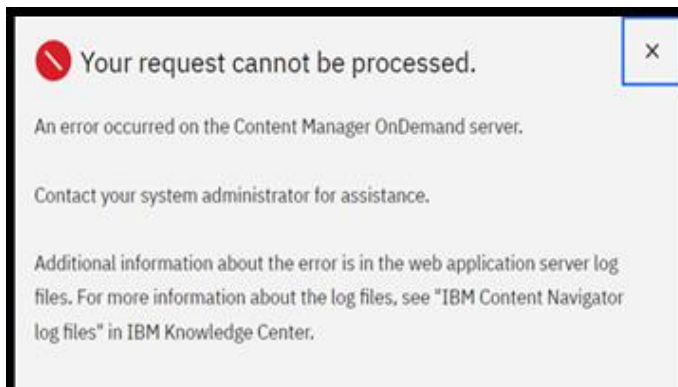 Your request cannot be processed.
An error occurred on the Content Manager OnDemand server.
Contact your system administrator for assistance.
Additional information about the error is in the web application server log
files. For more information about the log files, see "IBM Content Navigator
log files" in IBM Knowledge Center.